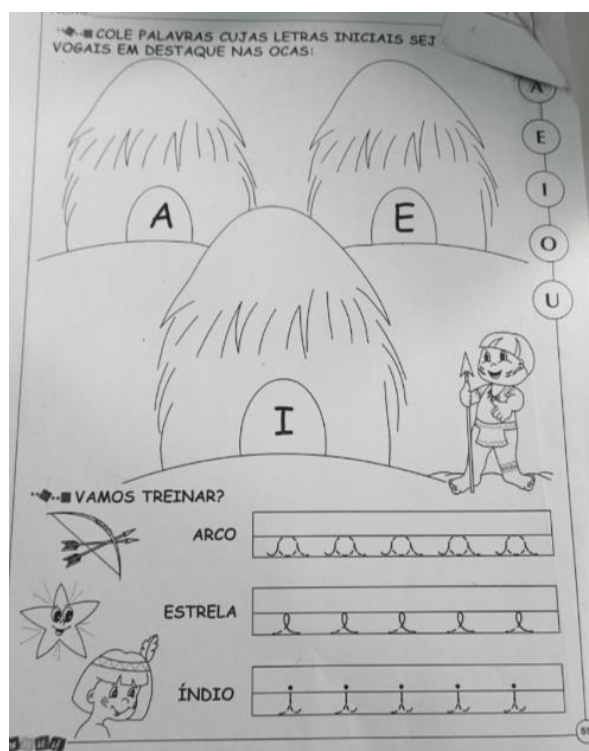 COLE PALAVRAS CUJAS LETRAS INICIAIS SEJ
VOGAIS EM DESTAQUE NAS OCAS:
A
E
I
O
U
A
E
I
VAMOS TREINAR?
ARCO
a a a a a
ESTRELA
e e e e e
ÍNDIO
i i i i i